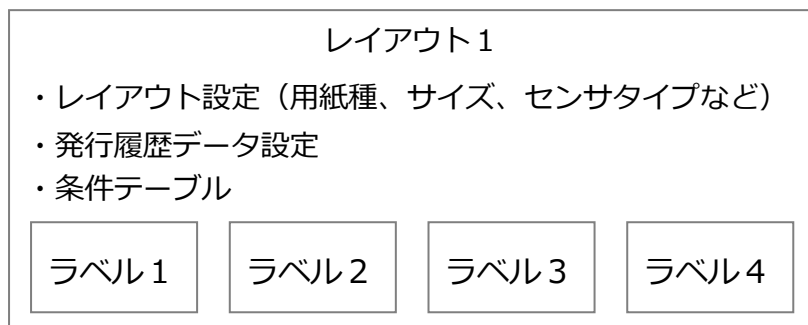 レイアウト１
・レイアウト設定（用紙種、サイズ、センサタイプなど）
・発行履歴データ設定
・条件テーブル
ラベル１ ラベル２ ラベル３ ラベル４